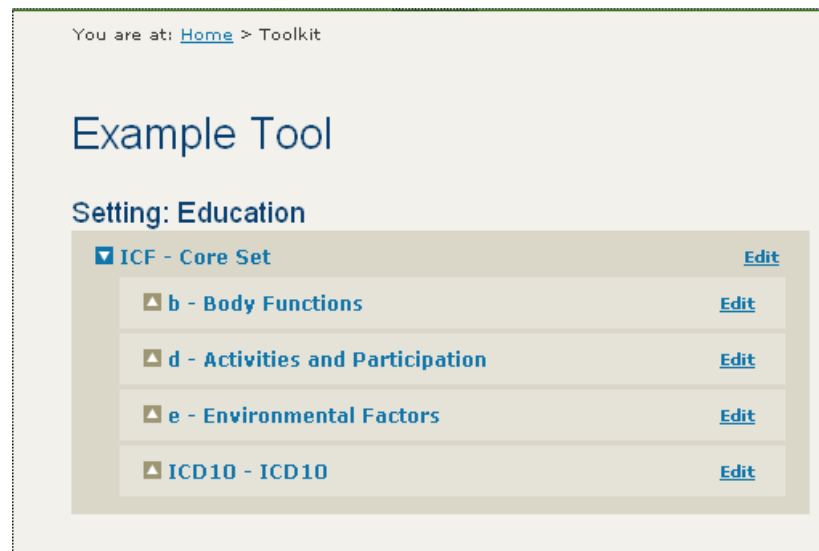 You are at: Home > Toolkit
Example Tool
Setting: Education
ICF - Core Set Edit
b - Body Functions Edit
d - Activities and Participation Edit
e - Environmental Factors Edit
ICD10 - ICD10 Edit